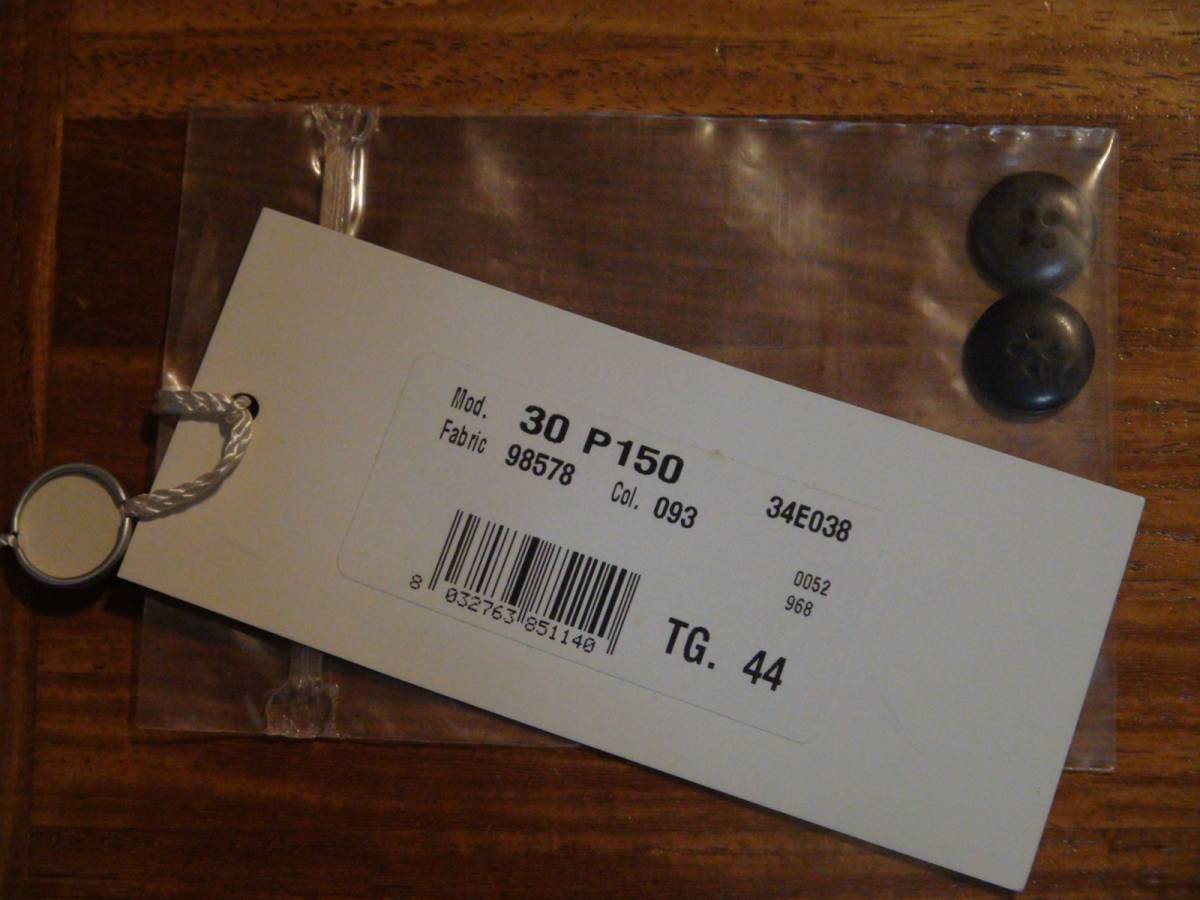 Mod. 30 P150
Fabric 98578 Col. 093 34E038
0052
968
8 032763 851140
TG. 44